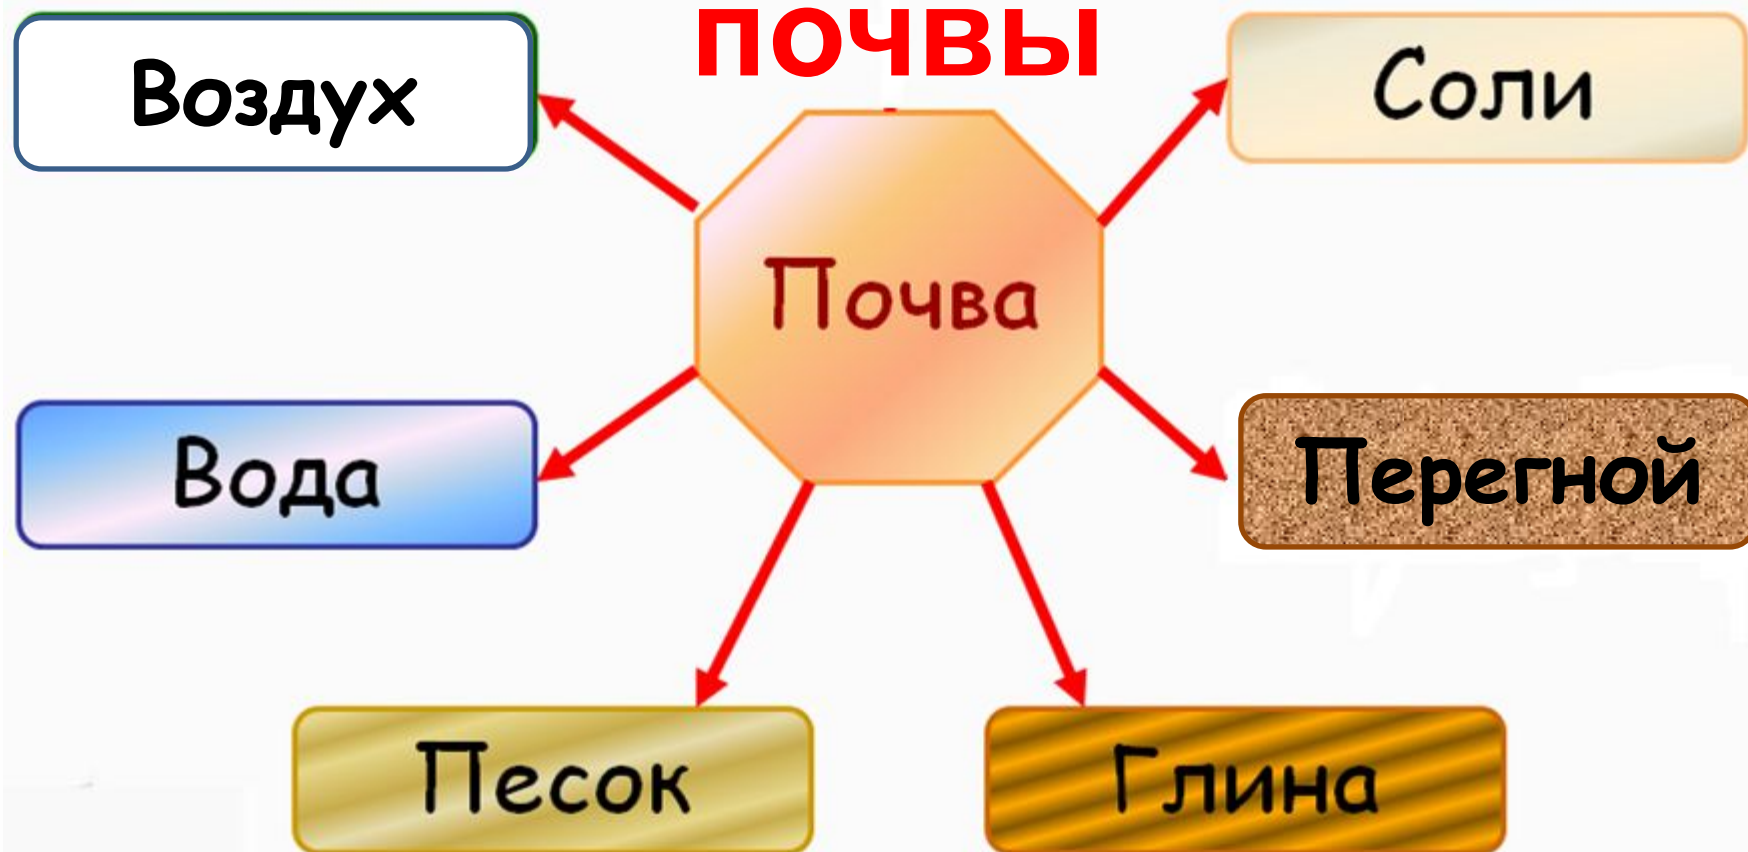 почвы
Воздух
Соли
Почва
Вода
Перегной
Песок
Глина